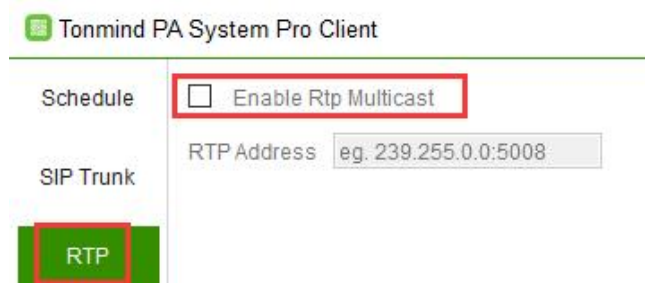 Tonmind PA System Pro Client
Schedule
Enable Rtp Multicast
RTP Address eg. 239.255.0.0:5008
SIP Trunk
RTP